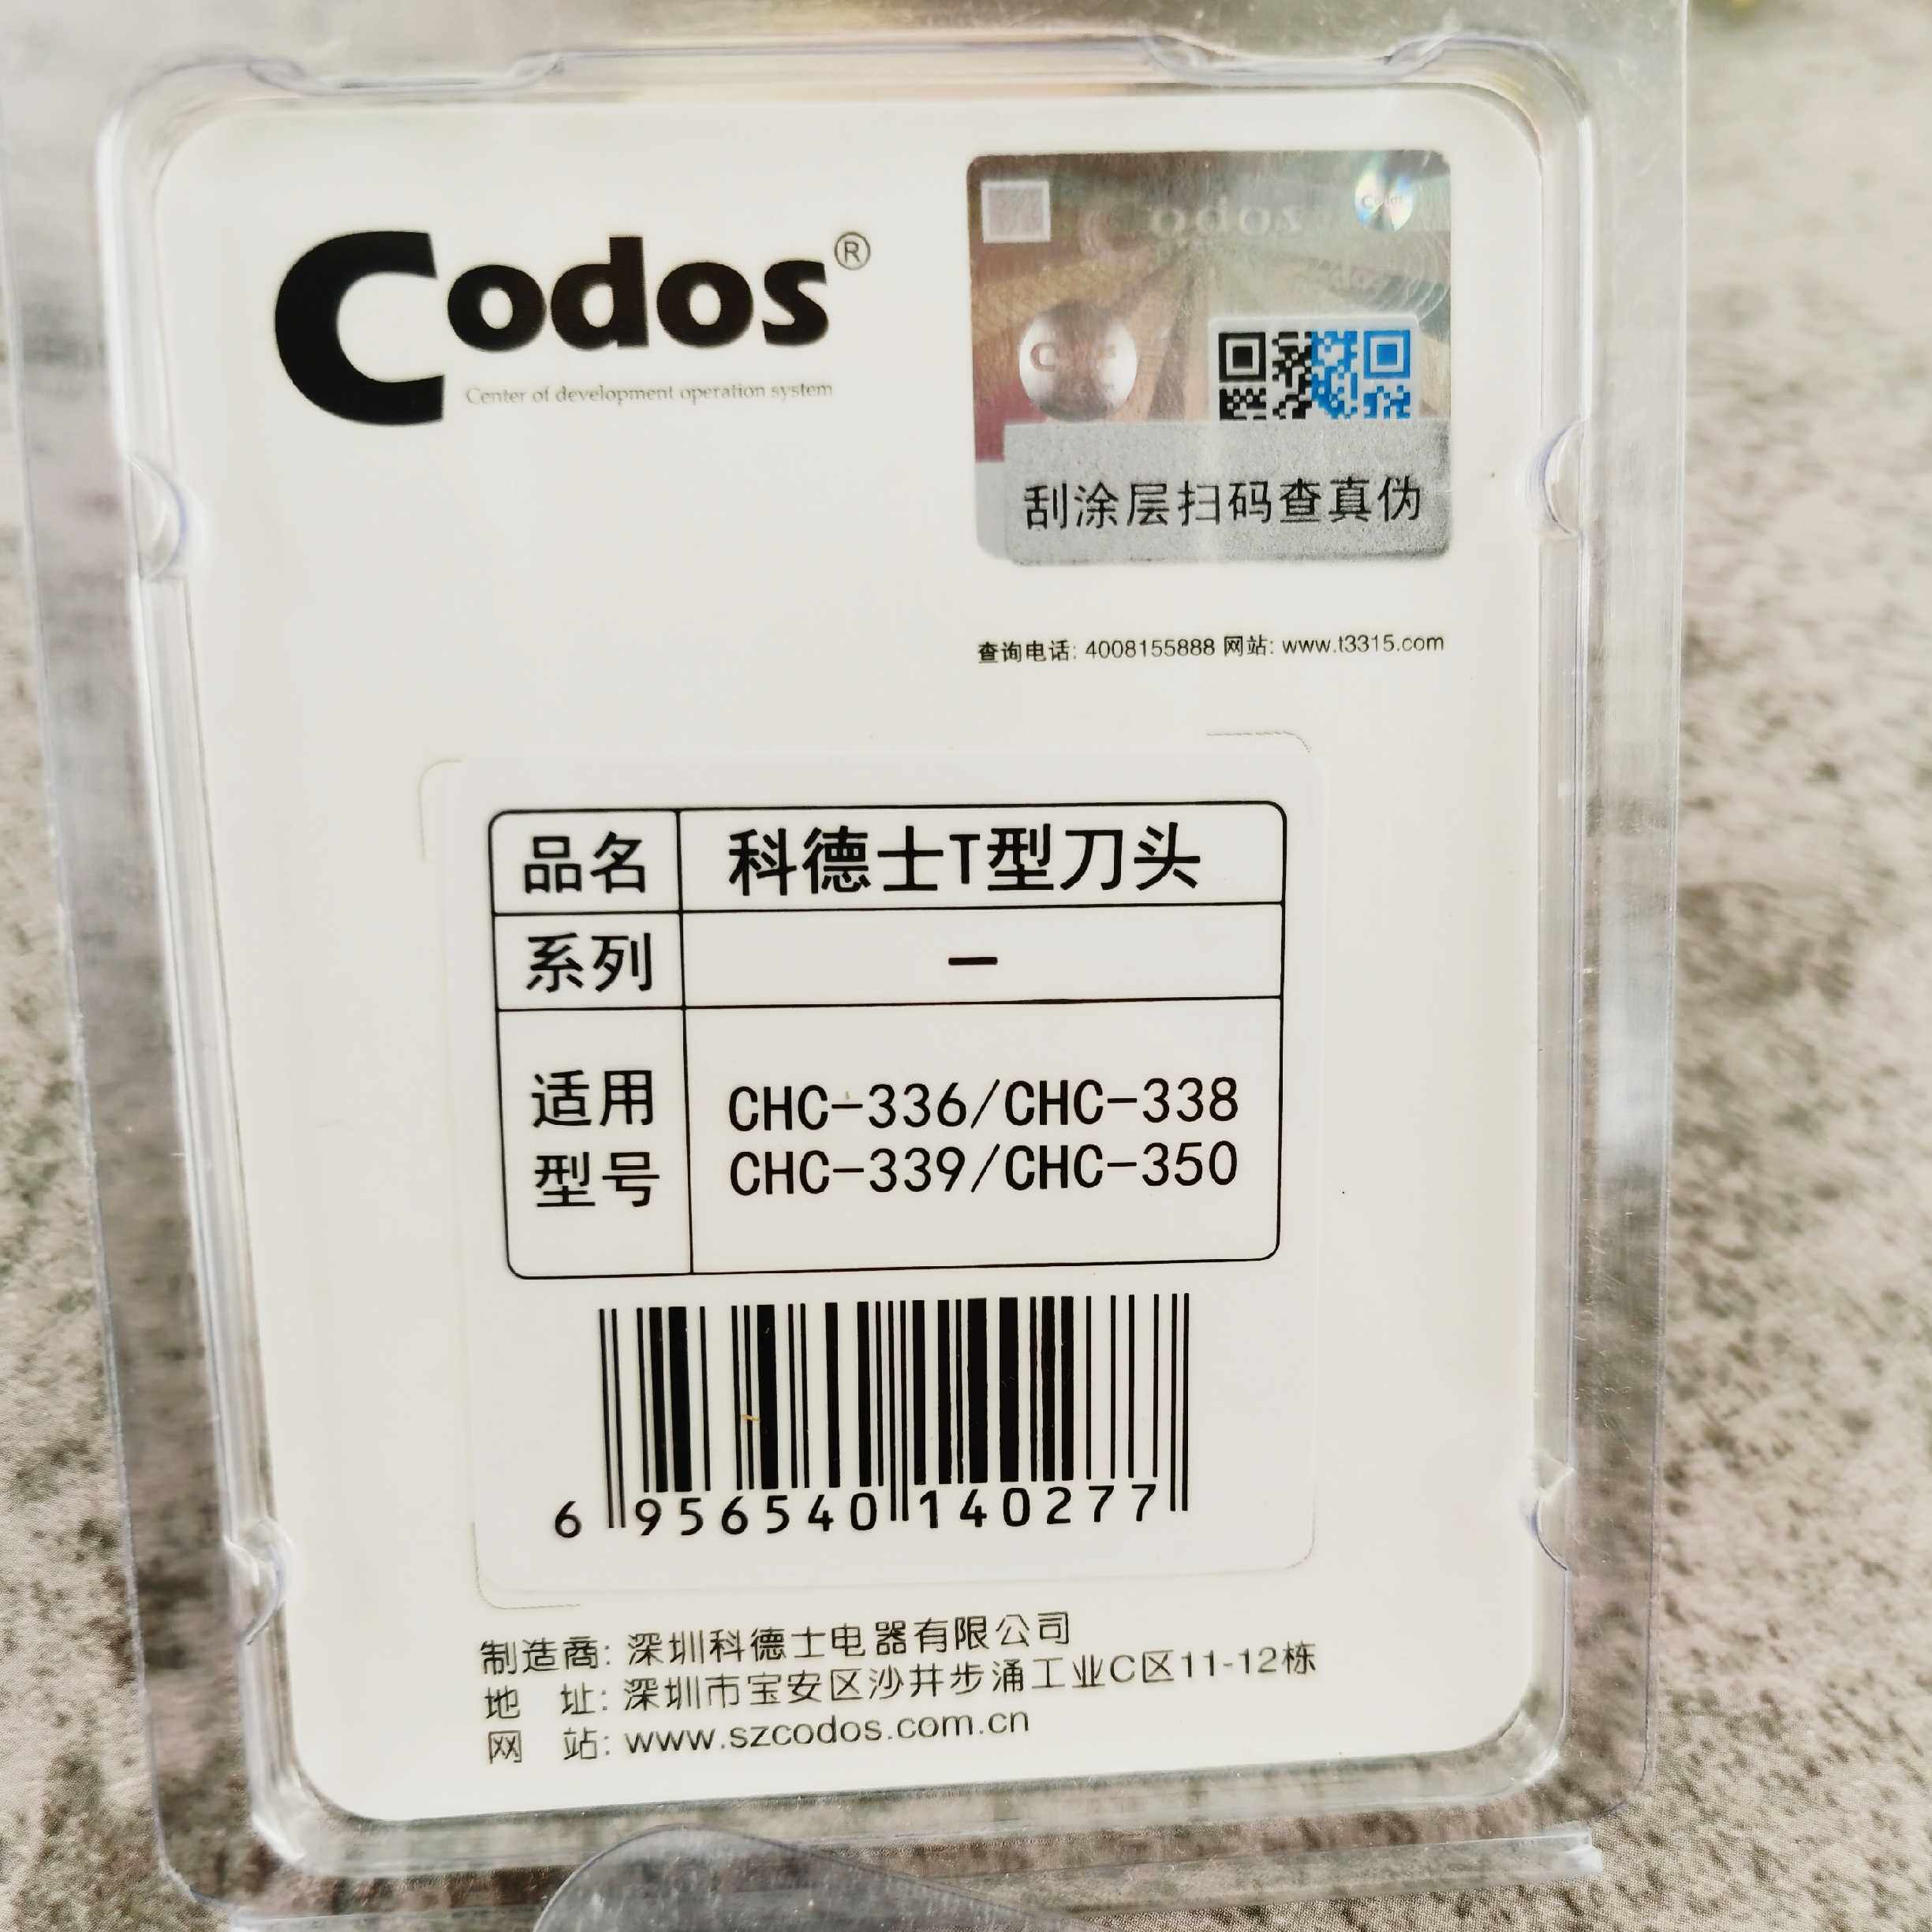 Codos®
Center of development operation system
Codos
Codos
刮涂层扫码查真伪
查询电话: 4008155888 网站: www.t3315.com
品名 科德士T型刀头
系列 —
适用型号
CHC-336/CHC-338
CHC-339/CHC-350
6 956540 140277
制造商: 深圳科德士电器有限公司
地 址: 深圳市宝安区沙井步涌工业C区11-12栋
网 站: www.szcodos.com.cn